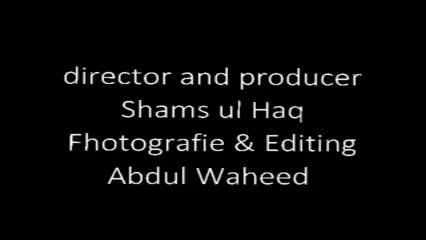 director and producer
Shams ul Haq
Fhotografie & Editing
Abdul Waheed